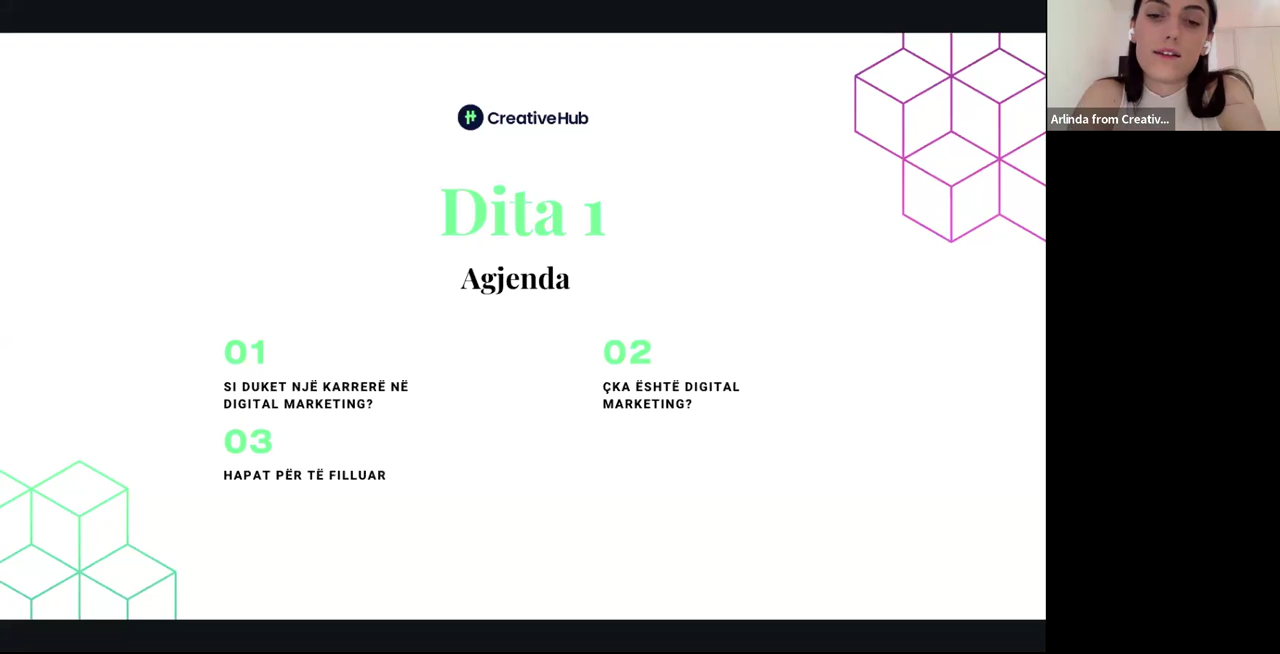 CreativeHub
Dita 1
Agjenda
01
SI DUKET NJË KARRERË NË
DIGITAL MARKETING?
02
ÇKA ËSHTË DIGITAL
MARKETING?
03
HAPAT PËR TË FILLUAR
Arlinda from Creativ...